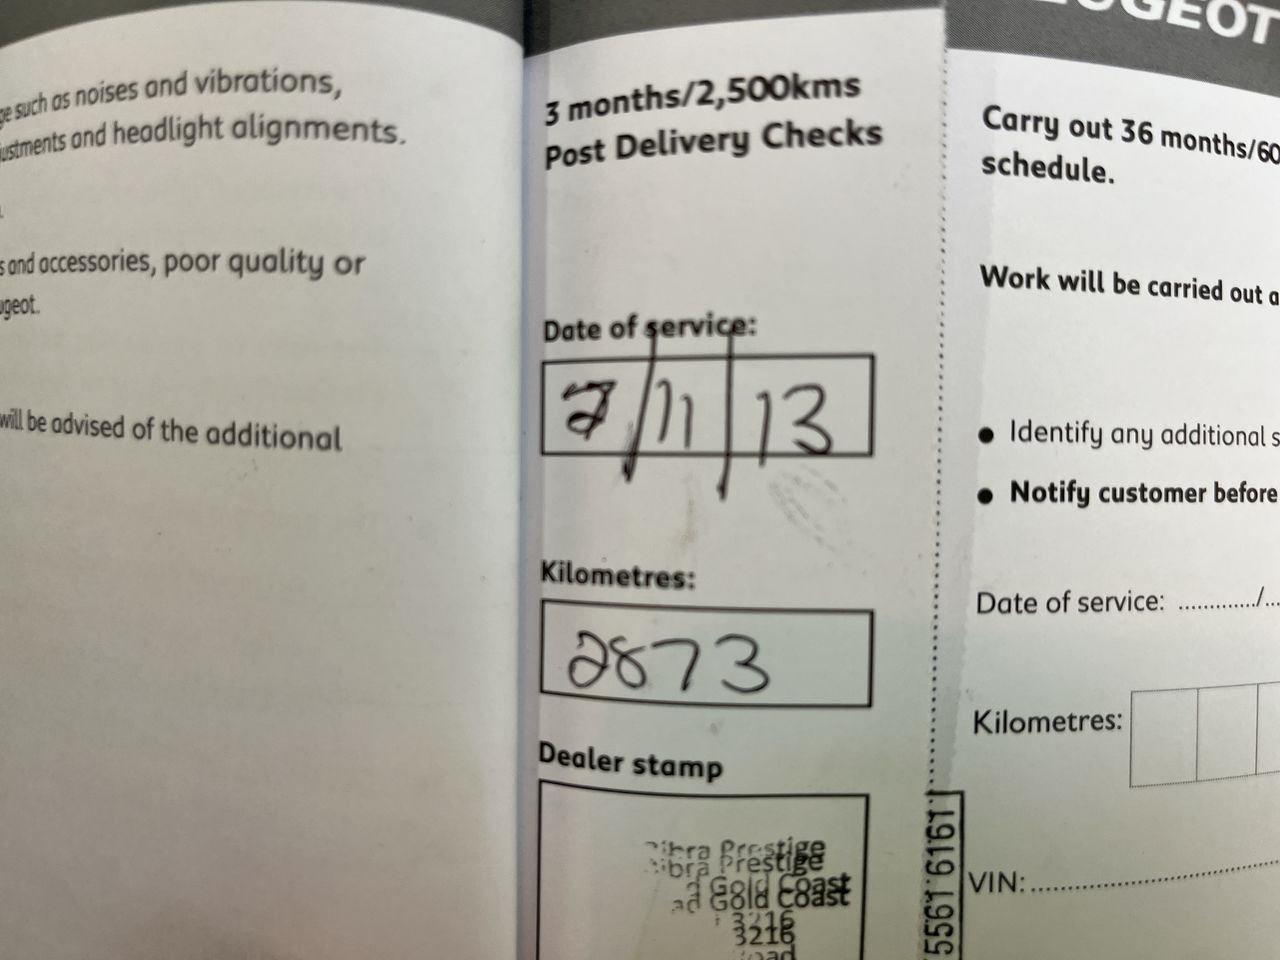 ge such as noises and vibrations,
ustments and headlight alignments.
s and accessories, poor quality or
ugeot.
will be advised of the additional
3 months/2,500kms
Post Delivery Checks
Date of service:
/11/13
Kilometres:
2873
Dealer stamp
Prestige
Prestige
Gold Coast
Gold Coast
3216
3216
oad
PEUGEOT
Carry out 36 months/60
schedule.
Work will be carried out a
● Identify any additional s
● Notify customer before
Date of service: ............/..
Kilometres:
VIN:
5561 6161